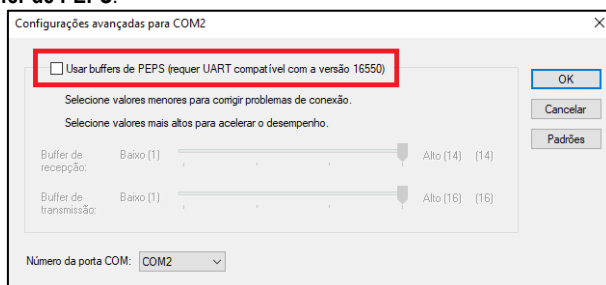 de PEPS.
Configurações avançadas para COM2
Usar buffers de PEPS (requer UART compatível com a versão 16550)
OK
Selecione valores menores para corrigir problemas de conexão.
Cancelar
Selecione valores mais altos para acelerar o desempenho.
Padrões
Buffer de recepção: Baixo (1) Alto (14) (14)
Buffer de transmissão: Baixo (1) Alto (16) (16)
Número da porta COM: COM2